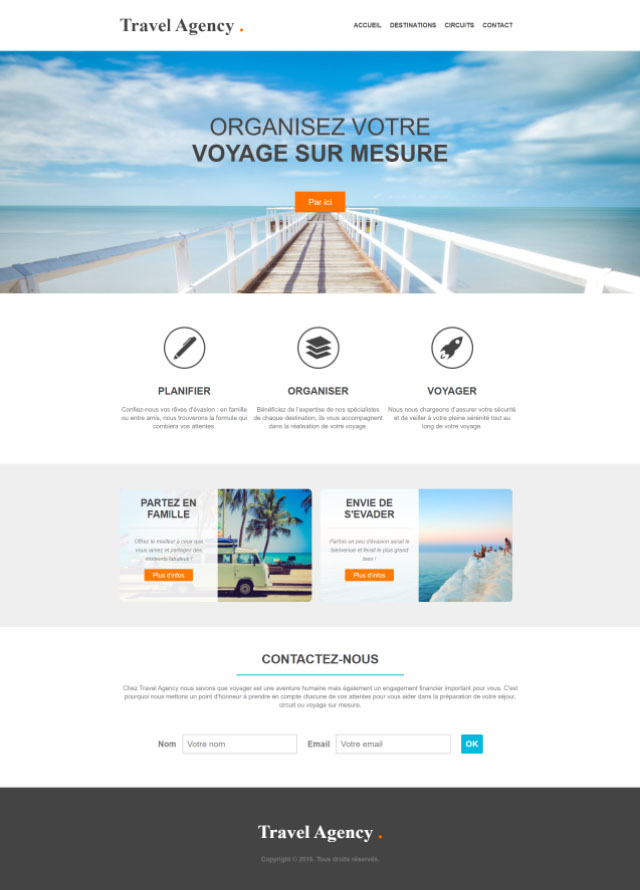 Travel Agency .
ACCUEIL DESTINATIONS CIRCUITS CONTACT
ORGANISEZ VOTRE
VOYAGE SUR MESURE
Par ici
PLANIFIER
Confiez-nous vos rêves d'évasion : en famille
ou entre amis, nous trouverons la formule qui
comblera vos attentes.
ORGANISER
Bénéficiez de l'expertise de nos spécialistes
de chaque destination, ils vous accompagnent
dans la réalisation de votre voyage.
VOYAGER
Nous nous chargeons d'assurer votre sécurité
et de veiller à votre pleine sérénité tout au
long de votre voyage.
PARTEZ EN
FAMILLE
Offrez le meilleur à ceux que
vous aimez et partagez des
moments fabuleux !
Plus d'infos
ENVIE DE
S'EVADER
Parfois un peu d'évasion serait le
bienvenue et ferait le plus grand
bien !
Plus d'infos
CONTACTEZ-NOUS
Chez Travel Agency nous savons que voyager est une aventure humaine mais également un engagement financier important pour vous. C'est
pourquoi nous mettons un point d'honneur à prendre en compte chacune de vos attentes pour vous aider dans la préparation de votre séjour,
circuit ou voyage sur mesure.
Nom Votre nom Email Votre email OK
Travel Agency .
Copyright © 2016. Tous droits réservés.